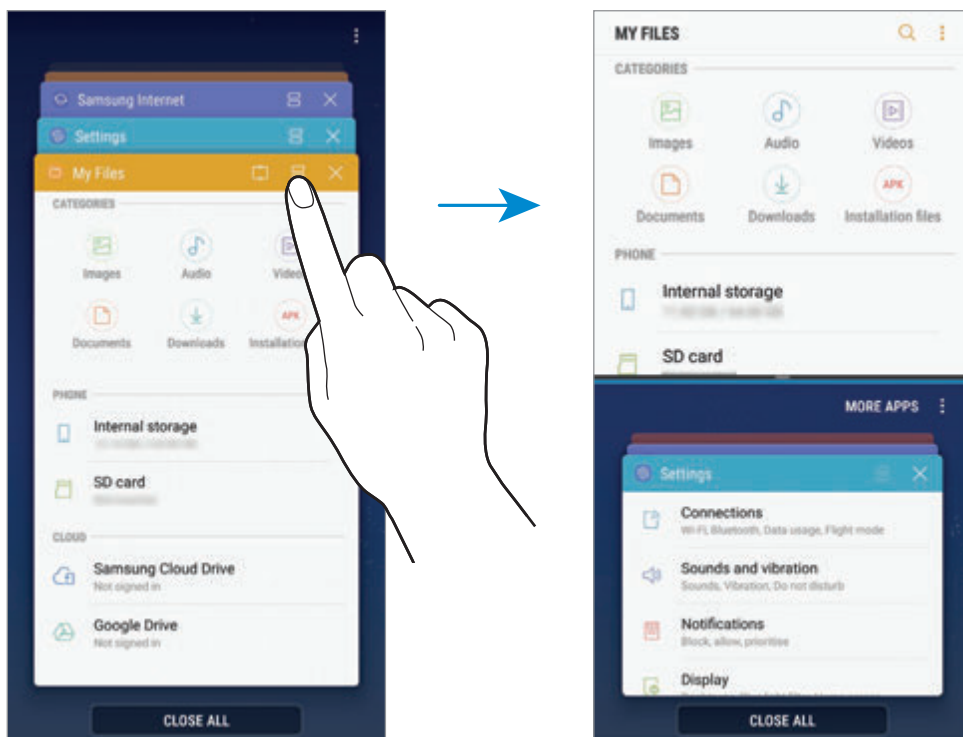 Samsung Internet
Settings
My Files
CATEGORIES
Images Audio
Documents Downloads
APK
PHONE
Internal storage
SD card
CLOUD
Samsung Cloud Drive
Not signed in
Google Drive
Not signed in
CLOSE ALL
MY FILES
CATEGORIES
Images Audio Videos
APK
Documents Downloads Installation files
PHONE
Internal storage
SD card
MORE APPS
Settings
Connections
Wi-Fi, Bluetooth, Data usage, Flight mode
Sounds and vibration
Sounds, Vibration, Do not disturb
Notifications
Block, allow, prioritise
Display
CLOSE ALL